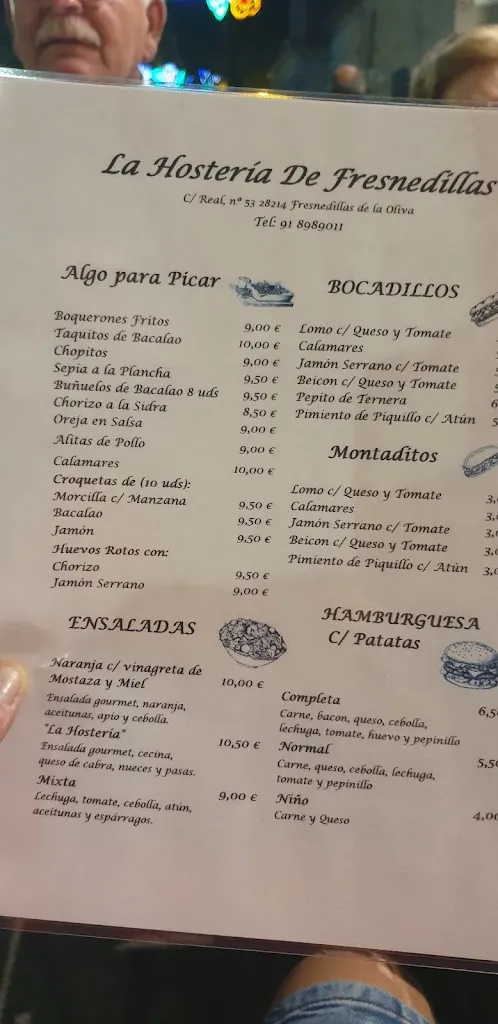 La Hostería De Fresnedillas
C/ Real, nº 53 28214 Fresnedillas de la Oliva
Tel: 91 8989011
Algo para Picar
Boquerones Fritos 9,00 €
Taquitos de Bacalao 10,00 €
Chopitos 9,00 €
Sepia a la Plancha 9,50 €
Buñuelos de Bacalao 8 uds 9,50 €
Chorizo a la Sidra 8,50 €
Oreja en Salsa 9,00 €
Alitas de Pollo 9,00 €
Calamares 10,00 €
Croquetas de (10 uds):
Morcilla c/ Manzana 9,50 €
Bacalao 9,50 €
Jamón 9,50 €
Huevos Rotos con:
Chorizo 9,50 €
Jamón Serrano 9,00 €
ENSALADAS
Naranja c/ vinagreta de
Mostaza y Miel 10,00 €
Ensalada gourmet, naranja,
aceitunas, apio y cebolla.
"La Hostería"
Ensalada gourmet, cecina, 10,50 €
queso de cabra, nueces y pasas.
Mixta 9,00 €
Lechuga, tomate, cebolla, atún,
aceitunas y espárragos.
BOCADILLOS
Lomo c/ Queso y Tomate
Calamares
Jamón Serrano c/ Tomate
Beicon c/ Queso y Tomate
Pepito de Ternera
Pimiento de Piquillo c/ Atún
Montaditos
Lomo c/ Queso y Tomate
Calamares
Jamón Serrano c/ Tomate
Beicon c/ Queso y Tomate
Pimiento de Piquillo c/ Atún
HAMBURGUESA
C/ Patatas
Completa
Carne, bacon, queso, cebolla,
lechuga, tomate, huevo y pepinillo
Normal
Carne, queso, cebolla, lechuga,
tomate y pepinillo
Niño
Carne y Queso